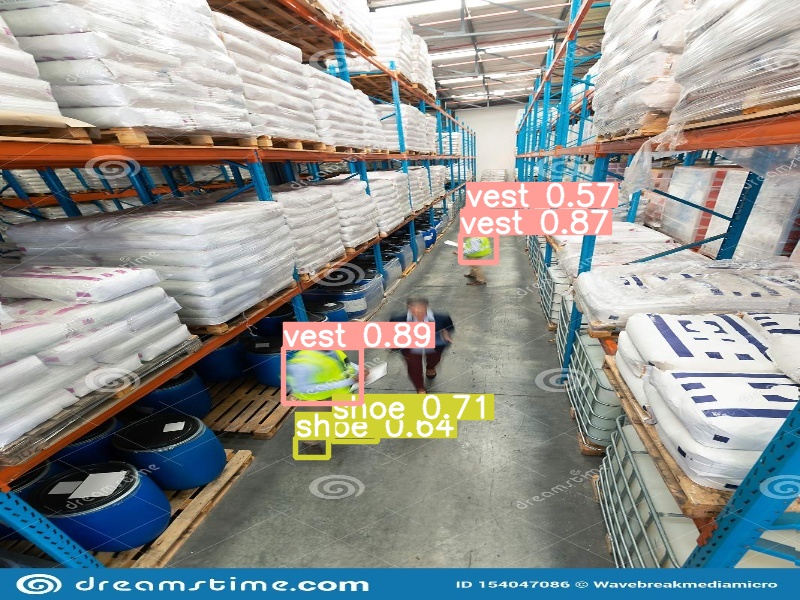 vest 0.57
vest 0.87
vest 0.89
shoe 0.71
shoe 0.64
dreamstime.com
ID 154047086 © Wavebreakmediamicro